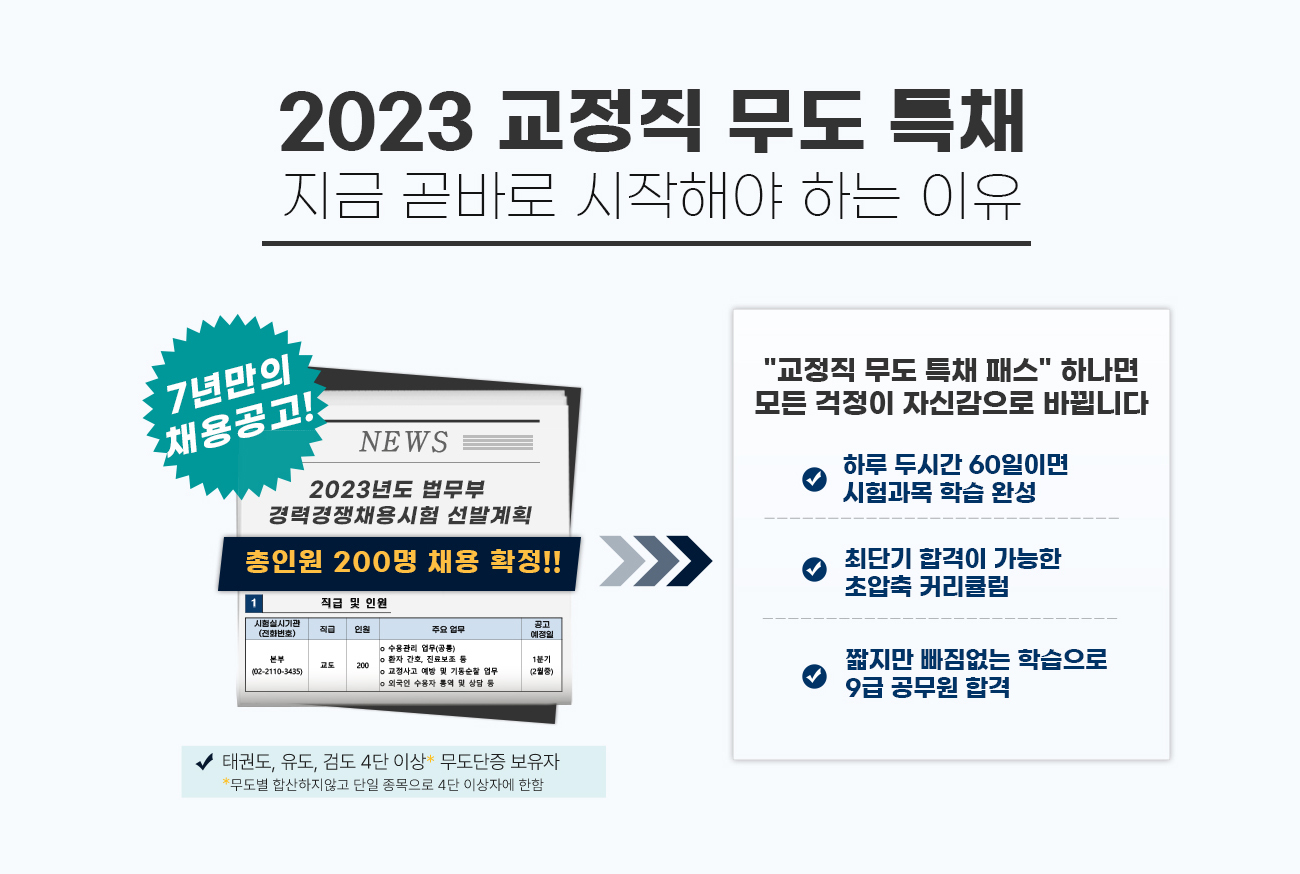 2023 교정직 무도 특채
지금 곧바로 시작해야 하는 이유
7년만의
채용공고!
NEWS
2023년도 법무부
경력경쟁채용시험 선발계획
총인원 200명 채용 확정!!
1 직급 및 인원
시험실시기관
(전화번호)
직급
인원
주요 업무
공고
예정일
본부
(02-2110-3435)
교도
200
o 수용관리 업무(공통)
o 환자 간호, 진료보조 등
o 교정사고 예방 및 기동순찰 업무
o 외국인 수용자 통역 및 상담 등
1분기
(2월중)
태권도, 유도, 검도 4단 이상* 무도단증 보유자
*무도별 합산하지않고 단일 종목으로 4단 이상자에 한함
"교정직 무도 특채 패스" 하나면
모든 걱정이 자신감으로 바뀝니다
하루 두시간 60일이면
시험과목 학습 완성
최단기 합격이 가능한
초압축 커리큘럼
짧지만 빠짐없는 학습으로
9급 공무원 합격